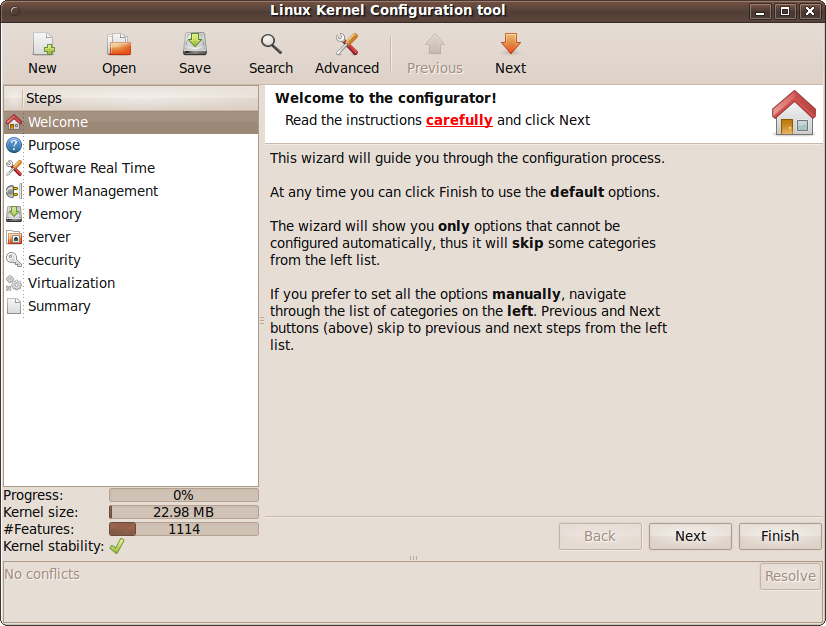 Linux Kernel Configuration tool
New Open Save Search Advanced Previous Next
Steps
Welcome
Purpose
Software Real Time
Power Management
Memory
Server
Security
Virtualization
Summary
Welcome to the configurator!
Read the instructions carefully and click Next
This wizard will guide you through the configuration process.
At any time you can click Finish to use the default options.
The wizard will show you only options that cannot be
configured automatically, thus it will skip some categories
from the left list.
If you prefer to set all the options manually, navigate
through the list of categories on the left. Previous and Next
buttons (above) skip to previous and next steps from the left
list.
Progress: 0%
Kernel size: 22.98 MB
#Features: 1114
Kernel stability:
Back Next Finish
No conflicts
Resolve